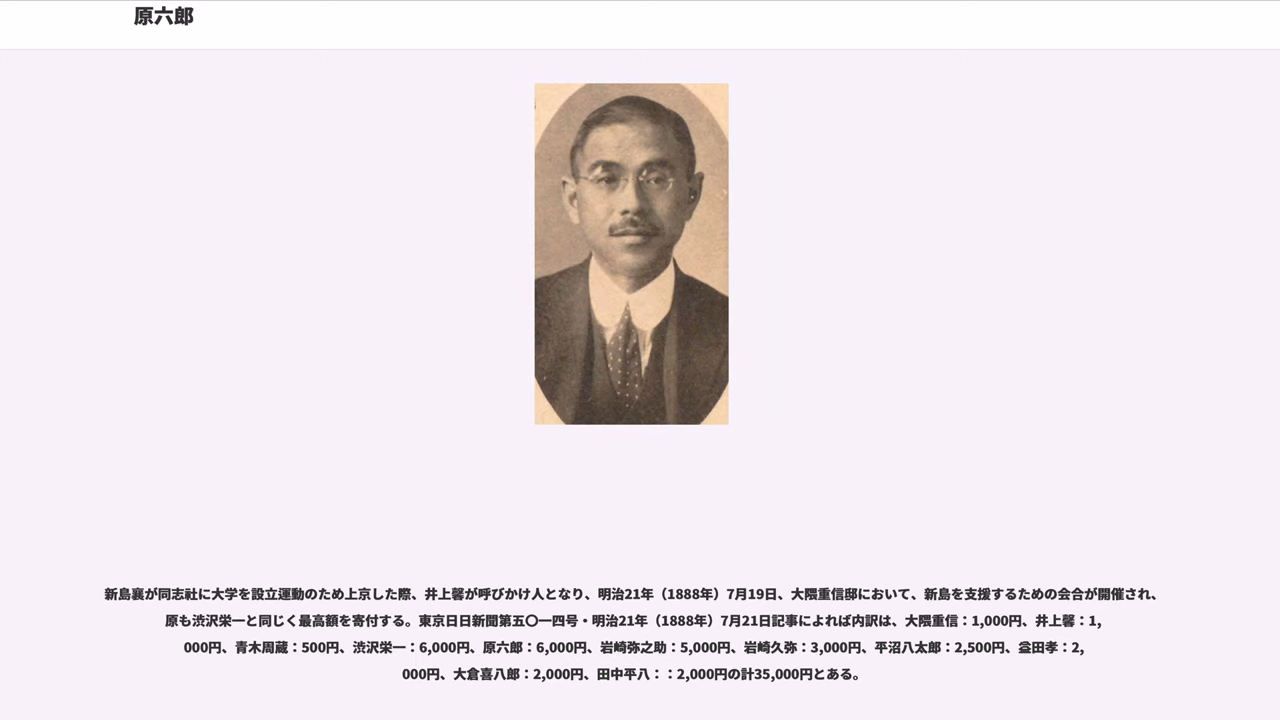 原六郎
新島襄が同志社に大学を設立運動のため上京した際、井上馨が呼びかけ人となり、明治21年（1888年）7月19日、大隈重信邸において、新島を支援するための会合が開催され、
原も渋沢栄一と同じく最高額を寄付する。東京日日新聞第五〇一四号・明治21年（1888年）7月21日記事によれば内訳は、大隈重信：1,000円、井上馨：1,
000円、青木周蔵：500円、渋沢栄一：6,000円、原六郎：6,000円、岩崎弥之助：5,000円、岩崎久弥：3,000円、平沼八太郎：2,500円、益田孝：2,
000円、大倉喜八郎：2,000円、田中平八：：2,000円の計35,000円とある。